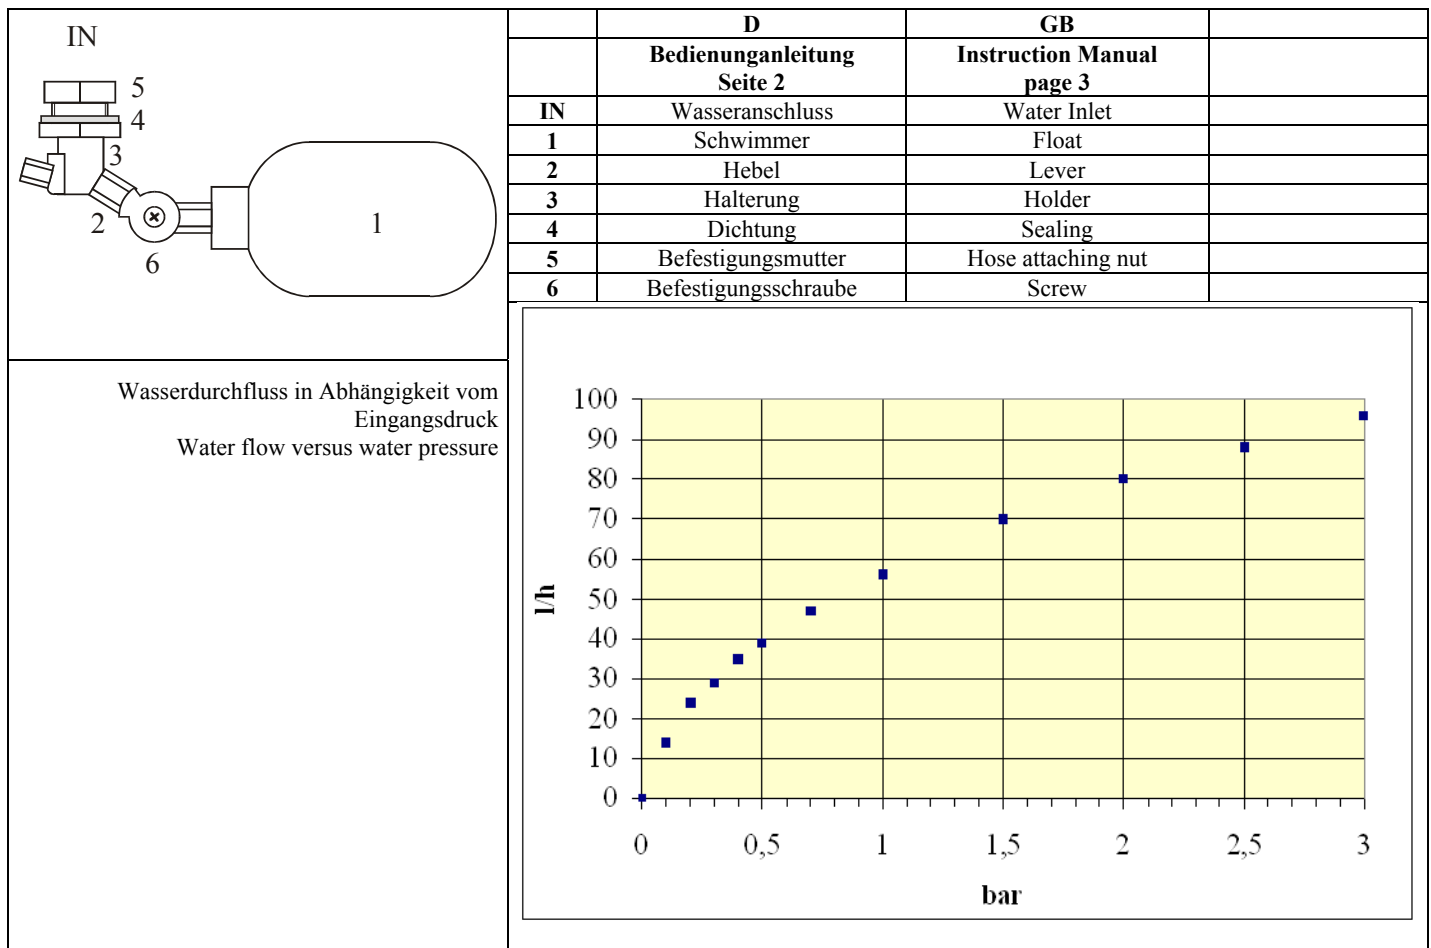 IN
5
4
3
2
1
6
D GB
Bedienunganleitung Instruction Manual
Seite 2 page 3
IN Wasseranschluss Water Inlet
1 Schwimmer Float
2 Hebel Lever
3 Halterung Holder
4 Dichtung Sealing
5 Befestigungsmutter Hose attaching nut
6 Befestigungsschraube Screw
Wasserdurchfluss in Abhängigkeit vom
Eingangsdruck
Water flow versus water pressure
100
90
80
70
60
50
40
30
20
10
0
l/h
0 0,5 1 1,5 2 2,5 3
bar